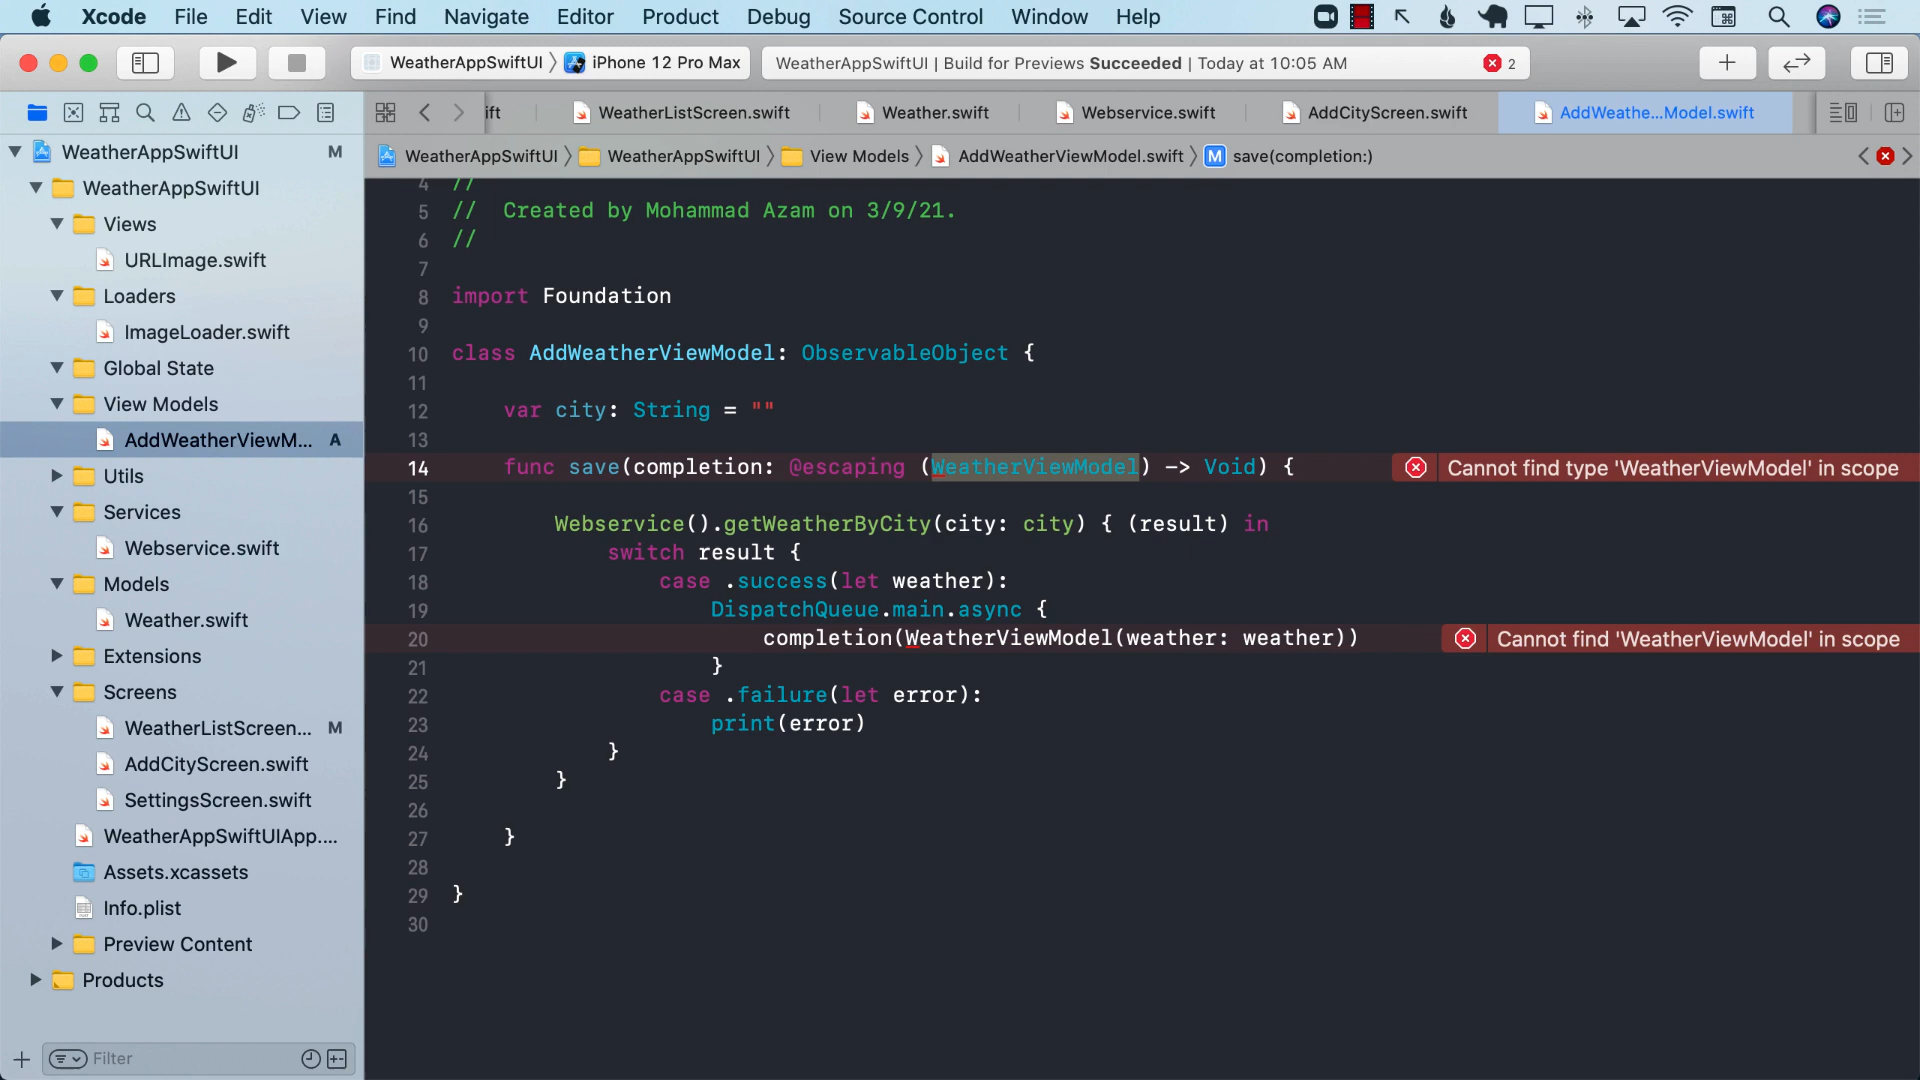 Xcode File Edit View Find Navigate Editor Product Debug Source Control Window Help
WeatherAppSwiftUI 〉 iPhone 12 Pro Max
WeatherAppSwiftUI | Build for Previews Succeeded | Today at 10:05 AM
2
ift
WeatherListScreen.swift
Weather.swift
Webservice.swift
AddCityScreen.swift
AddWeathe...Model.swift
WeatherAppSwiftUI 〉 WeatherAppSwiftUI 〉 View Models 〉 AddWeatherViewModel.swift 〉 M save(completion:)
WeatherAppSwiftUI M
WeatherAppSwiftUI
Views
URLImage.swift
Loaders
ImageLoader.swift
Global State
View Models
AddWeatherViewM... A
Utils
Services
Webservice.swift
Models
Weather.swift
Extensions
Screens
WeatherListScreen... M
AddCityScreen.swift
SettingsScreen.swift
WeatherAppSwiftUIApp....
Assets.xcassets
Info.plist
Preview Content
Products
Filter
4 //
5 //  Created by Mohammad Azam on 3/9/21.
6 //
7
8 import Foundation
9
10 class AddWeatherViewModel: ObservableObject {
11
12     var city: String = ""
13
14     func save(completion: @escaping (WeatherViewModel) -> Void) { Cannot find type 'WeatherViewModel' in scope
15
16         Webservice().getWeatherByCity(city: city) { (result) in
17             switch result {
18                 case .success(let weather):
19                     DispatchQueue.main.async {
20                         completion(WeatherViewModel(weather: weather)) Cannot find 'WeatherViewModel' in scope
21                     }
22                 case .failure(let error):
23                     print(error)
24             }
25         }
26
27     }
28
29 }
30